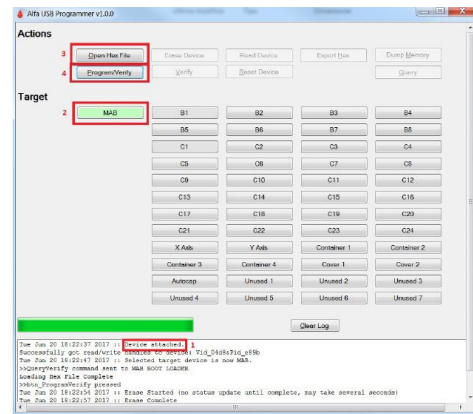 Alfa USB Programmer v1.0.0
Actions
3 Open Hex File Erase Device Read Device Export Hex Dump Memory
4 Program/Verify Verify Reset Device Query
Target
2 MAB B1 B2 B3 B4
B5 B6 B7 B8
C1 C2 C3 C4
C5 C6 C7 C8
C9 C10 C11 C12
C13 C14 C15 C16
C17 C18 C19 C20
C21 C22 C23 C24
X Axis Y Axis Container 1 Container 2
Container 3 Container 4 Cover 1 Cover 2
Autocap Unused 1 Unused 2 Unused 3
Unused 4 Unused 5 Unused 6 Unused 7
Clear Log
Tue Jun 20 18:22:37 2017 :: Device attached. 1
Successfully got read/write handles to device: Vid_04d8&Pid_e89b
Tue Jun 20 18:22:47 2017 :: Selected target device is now MAB.
>>QueryVerify command sent to MAB BOOT LOADER
Loading Hex File Complete
>>btn_ProgramVerify pressed
Tue Jun 20 18:22:54 2017 :: Erase Started (no status update until complete, may take several seconds)
Tue Jun 20 18:22:57 2017 :: Erase Complete